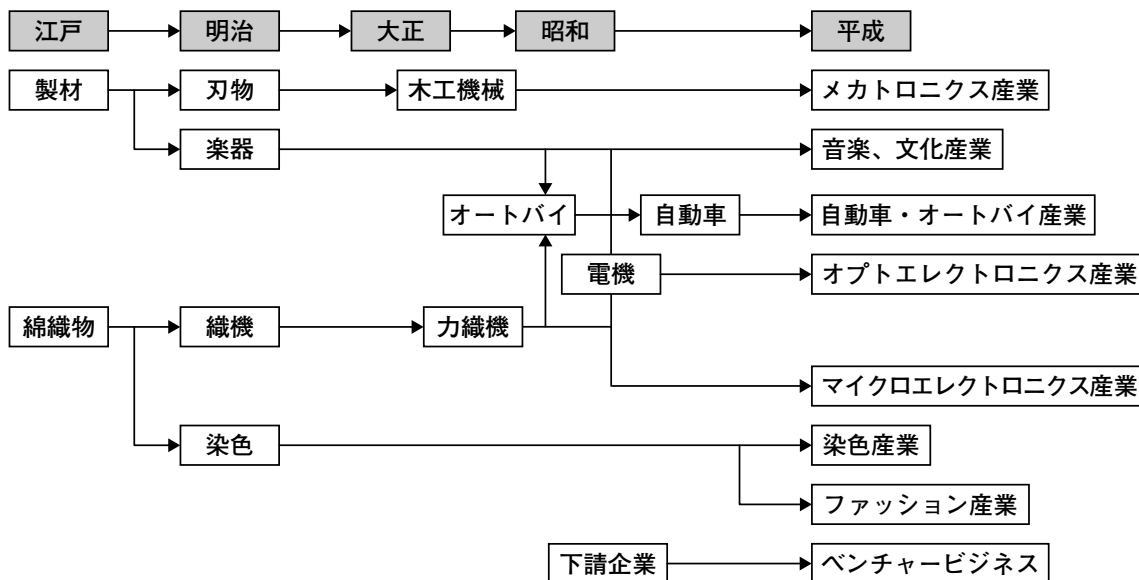 江戸
明治
大正
昭和
平成
製材
刃物
木工機械
メカトロニクス産業
楽器
音楽、文化産業
オートバイ
自動車
自動車・オートバイ産業
電機
オプトエレクトロニクス産業
綿織物
織機
力織機
マイクロエレクトロニクス産業
染色
染色産業
ファッション産業
下請企業
ベンチャービジネス